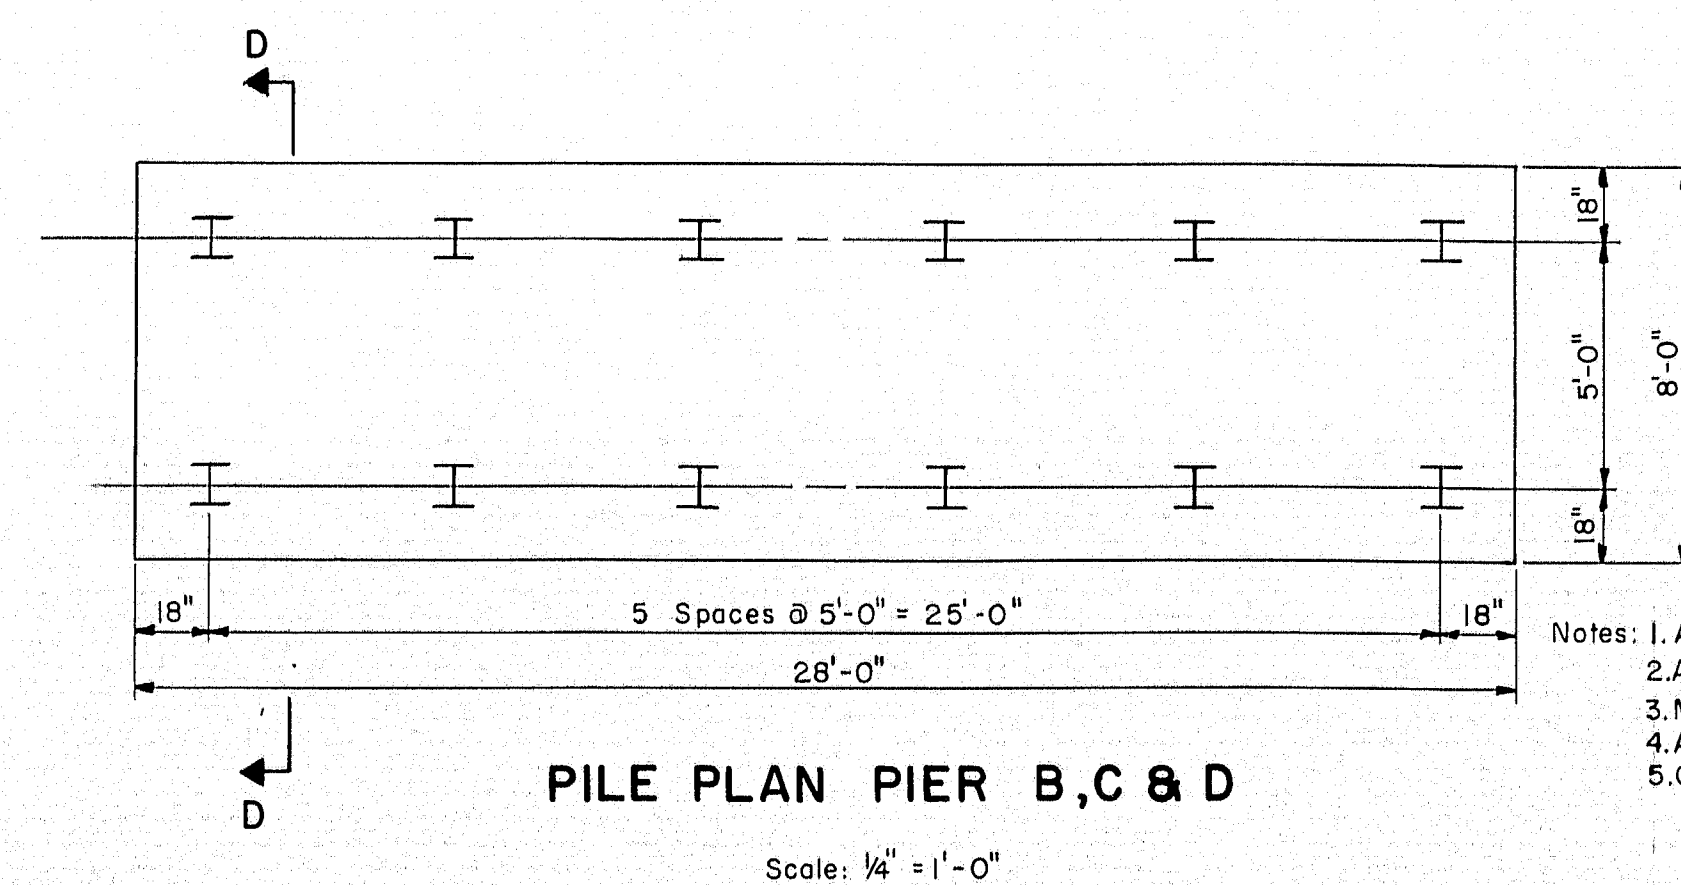 D
18"
5'-0"
8'-0"
18"
18"
5 Spaces @ 5'-0" = 25'-0"
18"
28'-0"
Notes: 1.
2.
3.
4.
5.
D
PILE PLAN PIER B,C & D
Scale: 1/4" = 1'-0"